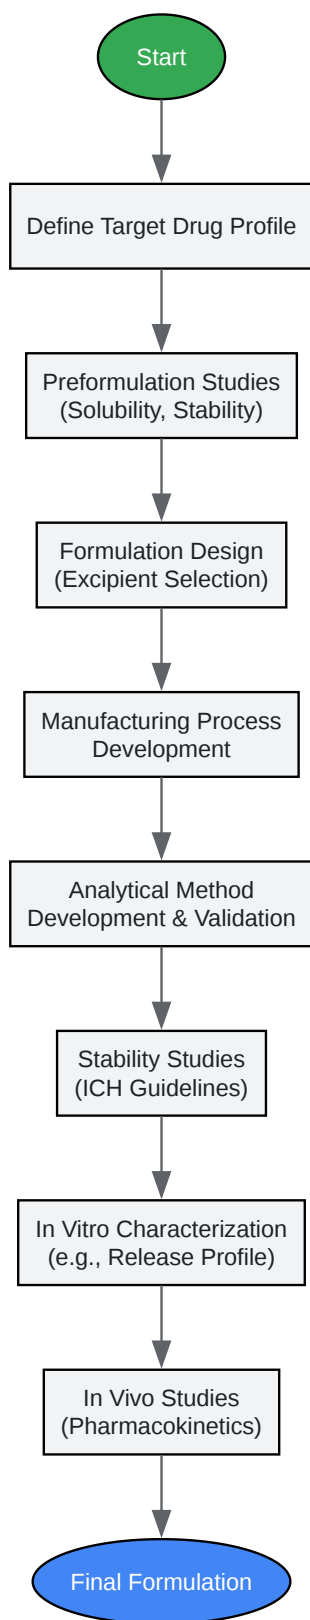 Start
Define Target Drug Profile
Preformulation Studies
(Solubility, Stability)
Formulation Design
(Excipient Selection)
Manufacturing Process
Development
Analytical Method
Development & Validation
Stability Studies
(ICH Guidelines)
In Vitro Characterization
(e.g., Release Profile)
In Vivo Studies
(Pharmacokinetics)
Final Formulation